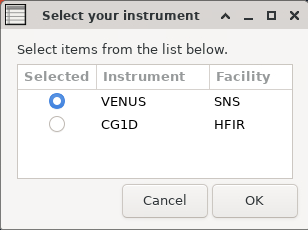 Select your instrument
Select items from the list below.
Selected Instrument Facility
VENUS SNS
CG1D HFIR
Cancel OK